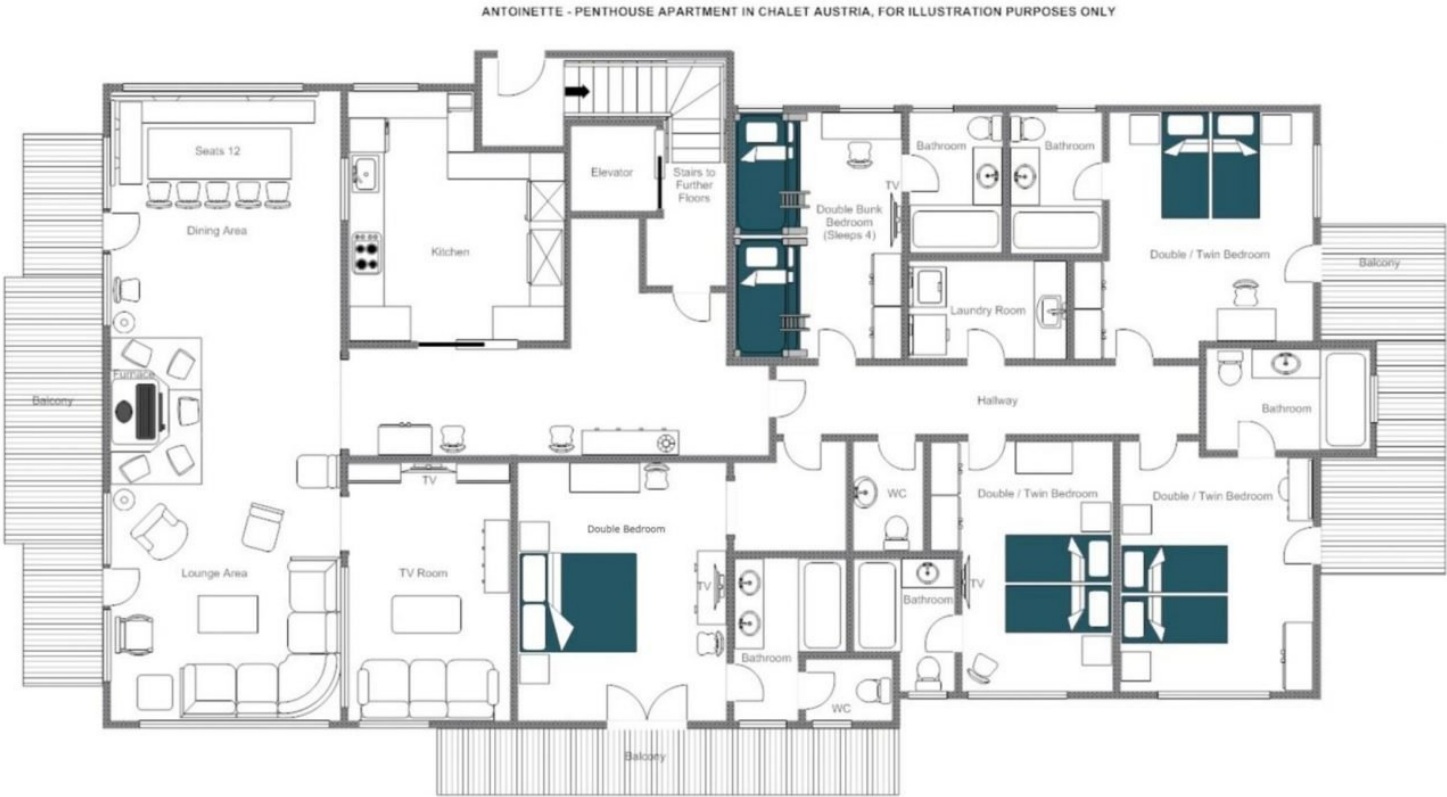 ANTOINETTE - PENTHOUSE APARTMENT IN CHALET AUSTRIA, FOR ILLUSTRATION PURPOSES ONLY
Seats 12
Dining Area
Kitchen
Elevator
Stairs to
Further
Floors
Double Bunk
Bedroom
(Sleeps 4)
TV
Bathroom
Bathroom
Double / Twin Bedroom
Balcony
Laundry Room
Furnace
Balcony
Hallway
Bathroom
TV
Lounge Area
TV Room
Double Bedroom
TV
Bathroom
WC
WC
Bathroom
Double / Twin Bedroom
TV
Double / Twin Bedroom
Balcony